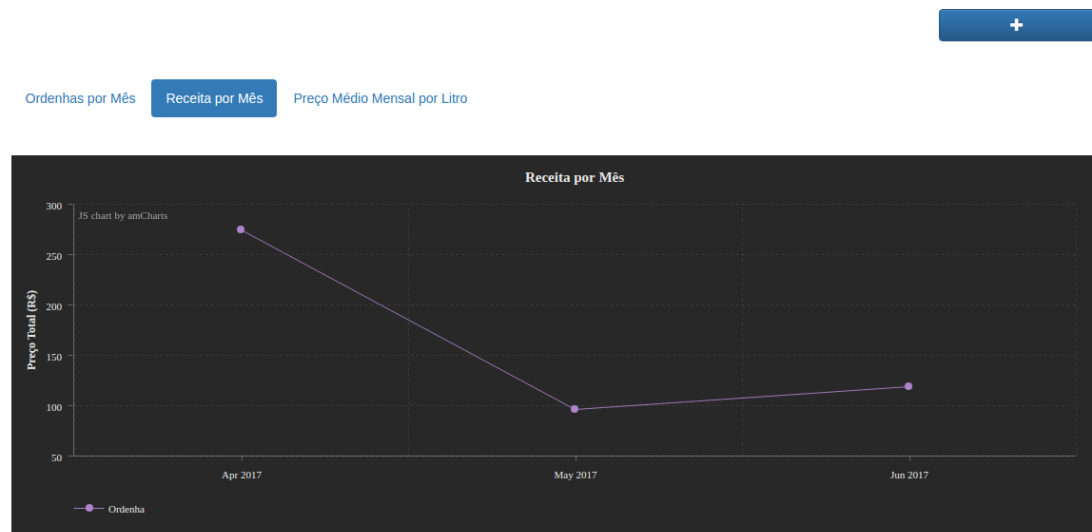 +
Ordenhas por Mês Receita por Mês Preço Médio Mensal por Litro
Receita por Mês
JS chart by amCharts
300
250
200
150
100
50
Preço Total (R$)
Apr 2017 May 2017 Jun 2017
Ordenha